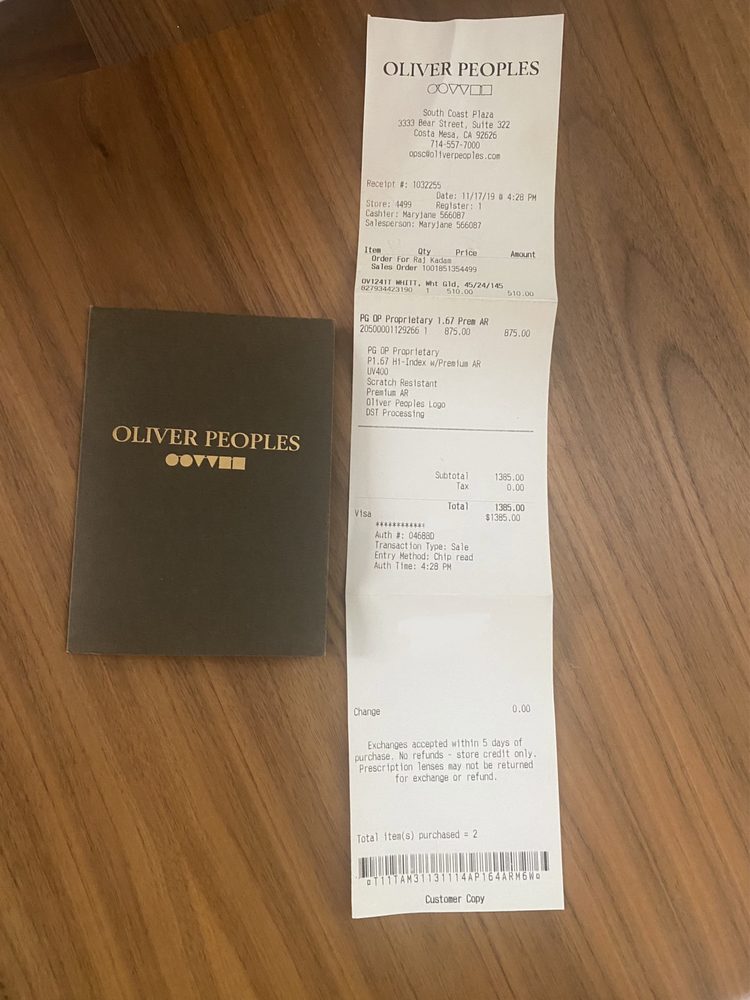 OLIVER PEOPLES
OLIVER PEOPLES
South Coast Plaza
3333 Bear Street, Suite 322
Costa Mesa, CA 92626
714-557-7000
opsc@oliverpeoples.com
Receipt #: 1032255
Date: 11/17/19 @ 4:28 PM
Store: 4499 Register: 1
Cashier: Maryjane 566087
Salesperson: Maryjane 566087
Item Qty Price Amount
Order For Raj Kadam
Sales Order 1001851354499
OV1241T WHITT, Wht Gld, 45/24/145
827934423190 1 510.00 510.00
PG OP Proprietary 1.67 Prem AR
20500001129266 1 875.00 875.00
PG OP Proprietary
P1.67 Hi-Index w/Premium AR
UV400
Scratch Resistant
Premium AR
Oliver Peoples Logo
DST Processing
Subtotal 1385.00
Tax 0.00
Total 1385.00
Visa $1385.00
Auth #: 04688D
Transaction Type: Sale
Entry Method: Chip read
Auth Time: 4:28 PM
Change 0.00
Exchanges accepted within 5 days of
purchase. No refunds - store credit only.
Prescription lenses may not be returned
for exchange or refund.
Total item(s) purchased = 2
Customer Copy